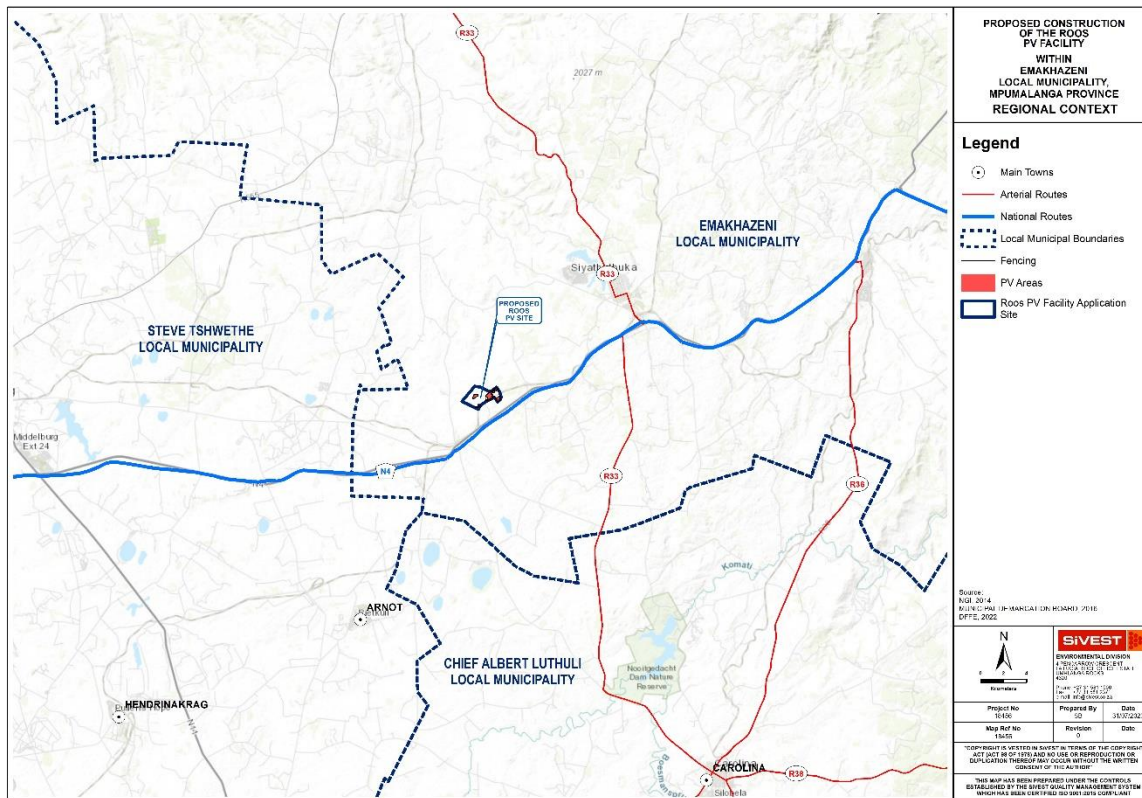 R33
2027 m
EMAKHAZENI
LOCAL MUNICIPALITY
R33
PROPOSED
ROOS
PV SITE
STEVE TSHWETHE
LOCAL MUNICIPALITY
Middelburg
Ext 24
N4
R33
R36
Komati
ARNOT
CHIEF ALBERT LUTHULI
LOCAL MUNICIPALITY
Nooitgedacht
Dam Nature
Reserve
HENDRINAKRAG
N11
CAROLINA
R38
PROPOSED CONSTRUCTION
OF THE ROOS
PV FACILITY
WITHIN
EMAKHAZENI
LOCAL MUNICIPALITY,
MPUMALANGA PROVINCE
REGIONAL CONTEXT
Legend
Main Towns
Arterial Routes
National Routes
Local Municipal Boundaries
Fencing
PV Areas
Roos PV Facility Application
Site
Source:
NGI, 2014
MUNICIPAL DEMARCATION BOARD, 2016
DFFE, 2022
N
Kilometers
SiVEST
ENVIRONMENTAL DIVISION
Project No
Prepared By
Date
SB
Map Ref No
Revision
Date
0
"COPYRIGHT IS VESTED IN SiVEST IN TERMS OF THE COPYRIGHT
ACT (ACT 98 OF 1978) AND NO USE OR REPRODUCTION OR
DUPLICATION THEREOF MAY OCCUR WITHOUT THE WRITTEN
CONSENT OF THE AUTHOR"
THIS MAP HAS BEEN PREPARED UNDER THE CONTROLS
ESTABLISHED BY THE SiVEST QUALITY MANAGEMENT SYSTEM
WHICH HAS BEEN CERTIFIED ISO 9001:2015 COMPLIANT